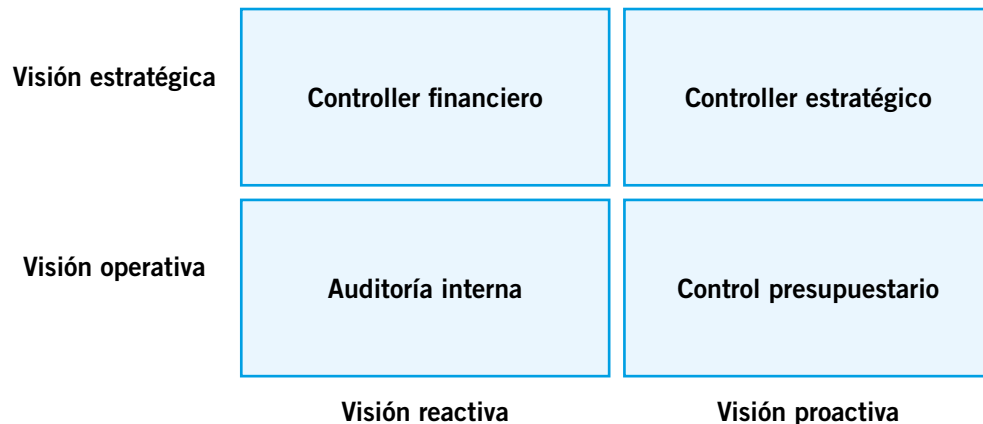 Visión estratégica
Controller financiero
Controller estratégico
Visión operativa
Auditoría interna
Control presupuestario
Visión reactiva
Visión proactiva